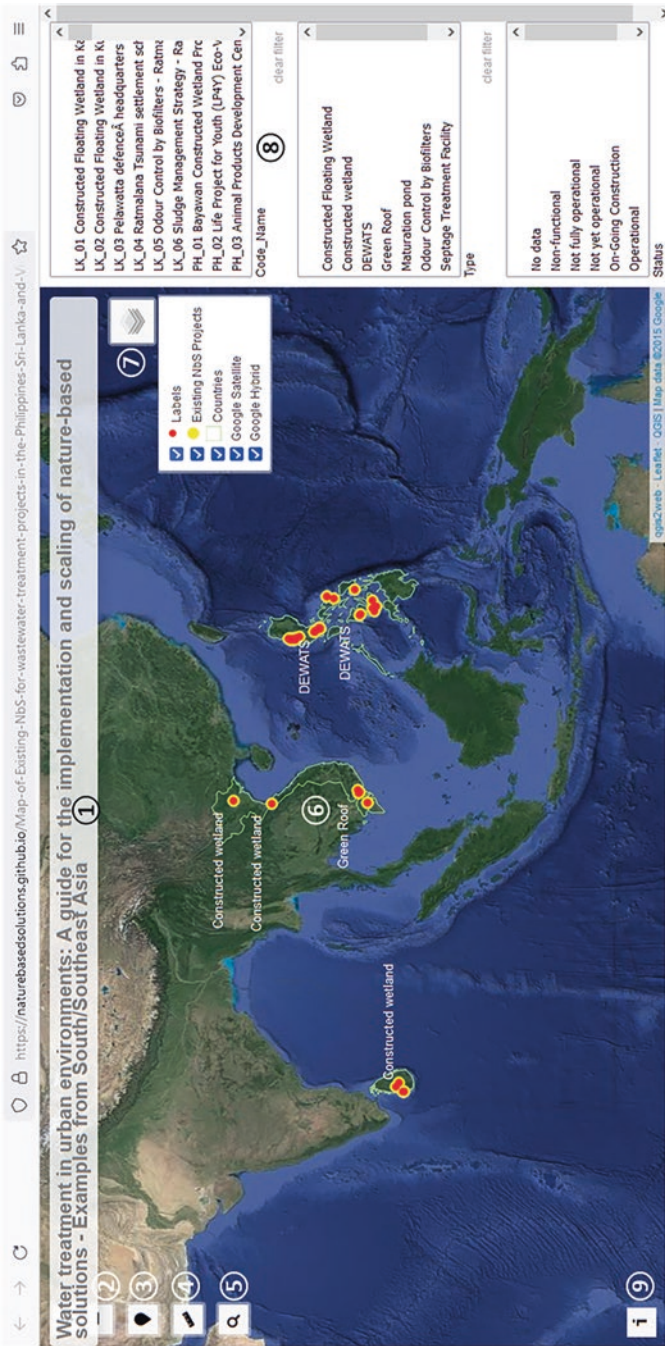 https://naturebasedsolutions.github.io/Map-of-Existing-NbS-for-wastewater-treatment-projects-in-the-Philippines-Sri-Lanka-and-V
Water treatment in urban environments: A guide for the implementation and scaling of nature-based
solutions - Examples from South/Southeast Asia
1
2
3
4
5
6
7
Labels
Existing NbS Projects
Countries
Google Satellite
Google Hybrid
Constructed wetland
Constructed wetland
Green Roof
DEWATS
DEWATS
Constructed wetland
LK_01 Constructed Floating Wetland in Ka
LK_02 Constructed Floating Wetland in Ku
LK_03 Pelawatta defenceÂ headquarters
LK_04 Ratmalana Tsunami settlement sch
LK_05 Odour Control by Biofilters - Ratma
LK_06 Sludge Management Strategy - Ra
PH_01 Bayawan Constructed Wetland Pro
PH_02 Life Project for Youth (LP4Y) Eco-V
PH_03 Animal Products Development Cen
Code_Name
8
clear filter
Constructed Floating Wetland
Constructed wetland
DEWATS
Green Roof
Maturation pond
Odour Control by Biofilters
Septage Treatment Facility
Type
clear filter
No data
Non-functional
Not fully operational
Not yet operational
On-Going Construction
Operational
Status
i
9
qgis2web · Leaflet · QGIS | Map data ©2015 Google